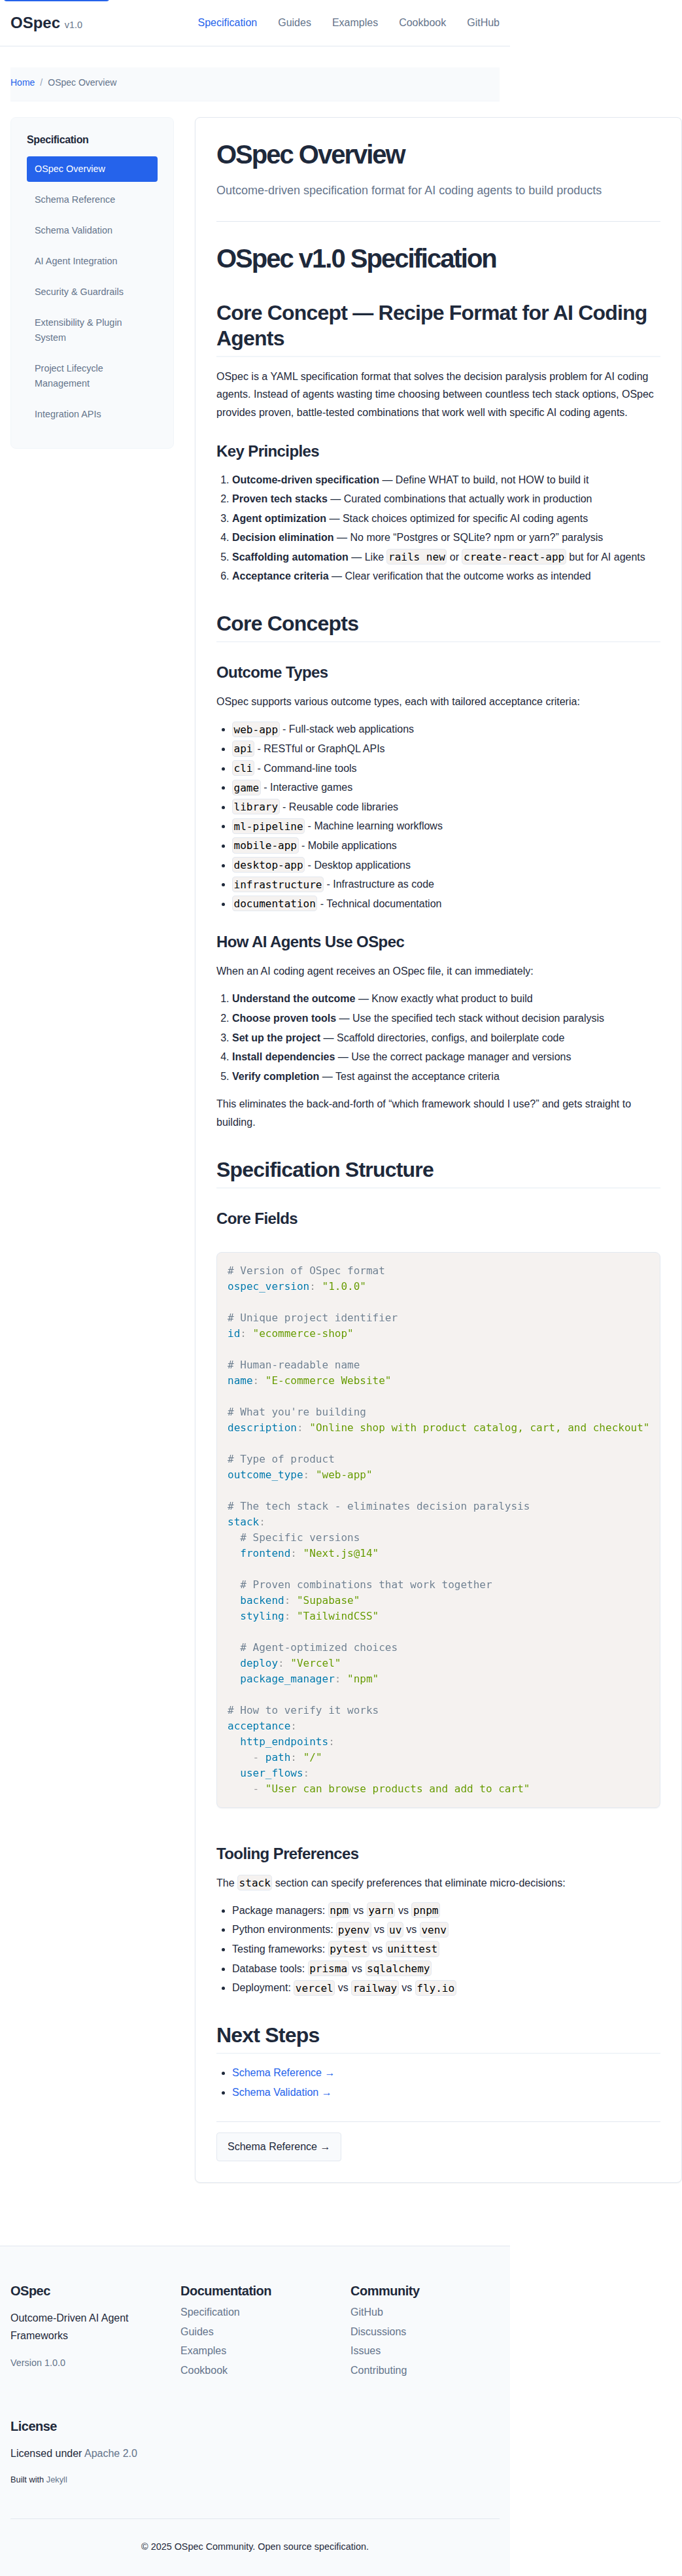 OSpec v1.0
Specification Guides Examples Cookbook GitHub
Home / OSpec Overview
Specification
OSpec Overview
Schema Reference
Schema Validation
AI Agent Integration
Security & Guardrails
Extensibility & Plugin
System
Project Lifecycle
Management
Integration APIs
OSpec Overview
Outcome-driven specification format for AI coding agents to build products
OSpec v1.0 Specification
Core Concept — Recipe Format for AI Coding
Agents
OSpec is a YAML specification format that solves the decision paralysis problem for AI coding
agents. Instead of agents wasting time choosing between countless tech stack options, OSpec
provides proven, battle-tested combinations that work well with specific AI coding agents.
Key Principles
1. Outcome-driven specification — Define WHAT to build, not HOW to build it
2. Proven tech stacks — Curated combinations that actually work in production
3. Agent optimization — Stack choices optimized for specific AI coding agents
4. Decision elimination — No more “Postgres or SQLite? npm or yarn?” paralysis
5. Scaffolding automation — Like rails new or create-react-app but for AI agents
6. Acceptance criteria — Clear verification that the outcome works as intended
Core Concepts
Outcome Types
OSpec supports various outcome types, each with tailored acceptance criteria:
• web-app - Full-stack web applications
• api - RESTful or GraphQL APIs
• cli - Command-line tools
• game - Interactive games
• library - Reusable code libraries
• ml-pipeline - Machine learning workflows
• mobile-app - Mobile applications
• desktop-app - Desktop applications
• infrastructure - Infrastructure as code
• documentation - Technical documentation
How AI Agents Use OSpec
When an AI coding agent receives an OSpec file, it can immediately:
1. Understand the outcome — Know exactly what product to build
2. Choose proven tools — Use the specified tech stack without decision paralysis
3. Set up the project — Scaffold directories, configs, and boilerplate code
4. Install dependencies — Use the correct package manager and versions
5. Verify completion — Test against the acceptance criteria
This eliminates the back-and-forth of “which framework should I use?” and gets straight to
building.
Specification Structure
Core Fields
# Version of OSpec format
ospec_version: "1.0.0"
# Unique project identifier
id: "ecommerce-shop"
# Human-readable name
name: "E-commerce Website"
# What you're building
description: "Online shop with product catalog, cart, and checkout"
# Type of product
outcome_type: "web-app"
# The tech stack - eliminates decision paralysis
stack:
  # Specific versions
  frontend: "Next.js@14"
  # Proven combinations that work together
  backend: "Supabase"
  styling: "TailwindCSS"
  # Agent-optimized choices
  deploy: "Vercel"
  package_manager: "npm"
# How to verify it works
acceptance:
  http_endpoints:
    - path: "/"
  user_flows:
    - "User can browse products and add to cart"
Tooling Preferences
The stack section can specify preferences that eliminate micro-decisions:
• Package managers: npm vs yarn vs pnpm
• Python environments: pyenv vs uv vs venv
• Testing frameworks: pytest vs unittest
• Database tools: prisma vs sqlalchemy
• Deployment: vercel vs railway vs fly.io
Next Steps
• Schema Reference →
• Schema Validation →
Schema Reference →
OSpec
Outcome-Driven AI Agent
Frameworks
Version 1.0.0
Documentation
Specification
Guides
Examples
Cookbook
Community
GitHub
Discussions
Issues
Contributing
License
Licensed under Apache 2.0
Built with Jekyll
© 2025 OSpec Community. Open source specification.